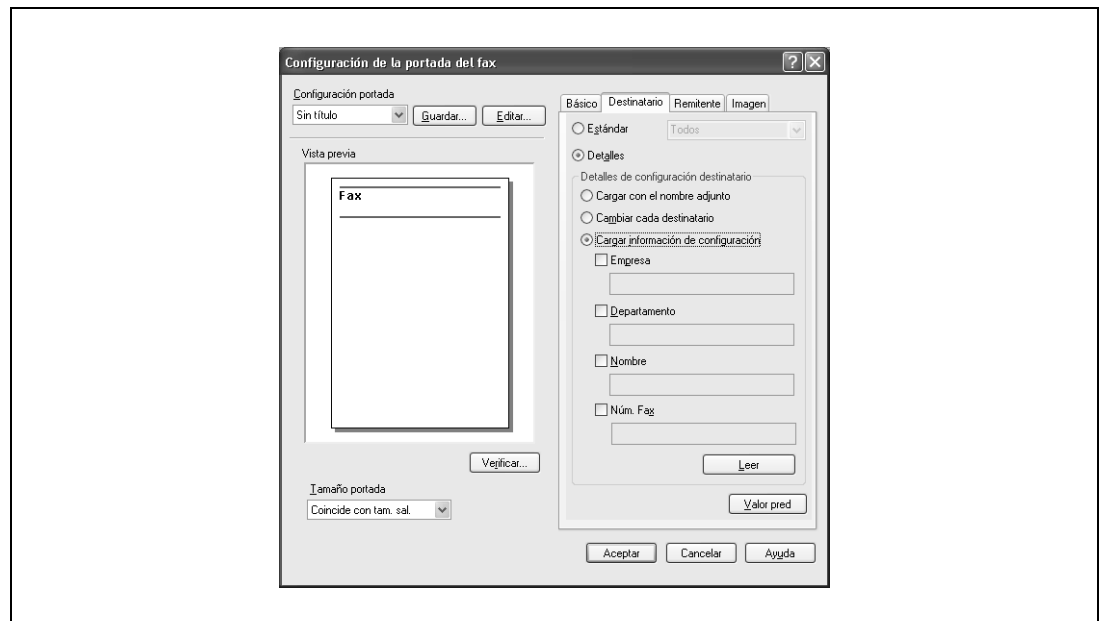 Configuración de la portada del fax
Configuración portada
Sin título
Guardar...
Editar...
Vista previa
Fax
Verificar...
Tamaño portada
Coincide con tam. sal.
Básico
Destinatario
Remitente
Imagen
Estándar
Todos
Detalles
Detalles de configuración destinatario
Cargar con el nombre adjunto
Cambiar cada destinatario
Cargar información de configuración
Empresa
Departamento
Nombre
Núm. Fax
Leer
Valor pred
Aceptar
Cancelar
Ayuda